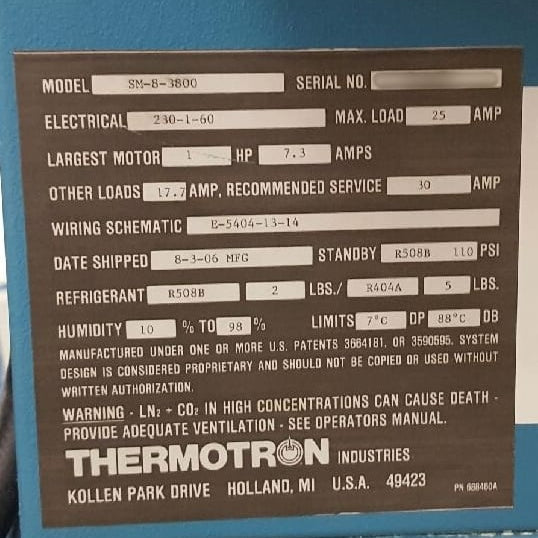 MODEL SM-8-3800 SERIAL NO.
ELECTRICAL 230-1-60 MAX. LOAD 25 AMP
LARGEST MOTOR 1 HP 7.3 AMPS
OTHER LOADS 17.7 AMP. RECOMMENDED SERVICE 30 AMP
WIRING SCHEMATIC E-5404-13-14
DATE SHIPPED 8-3-06 MFG STANDBY R508B 110 PSI
REFRIGERANT R508B 2 LBS./ R404A 5 LBS.
HUMIDITY 10 % TO 98 % LIMITS 7°C DP 88°C DB
MANUFACTURED UNDER ONE OR MORE U.S. PATENTS 3664181, OR 3590595. SYSTEM
DESIGN IS CONSIDERED PROPRIETARY AND SHOULD NOT BE COPIED OR USED WITHOUT
WRITTEN AUTHORIZATION.
WARNING - LN₂ + CO₂ IN HIGH CONCENTRATIONS CAN CAUSE DEATH -
PROVIDE ADEQUATE VENTILATION - SEE OPERATORS MANUAL.
THERMOTRON INDUSTRIES
KOLLEN PARK DRIVE HOLLAND, MI U.S.A. 49423
PN